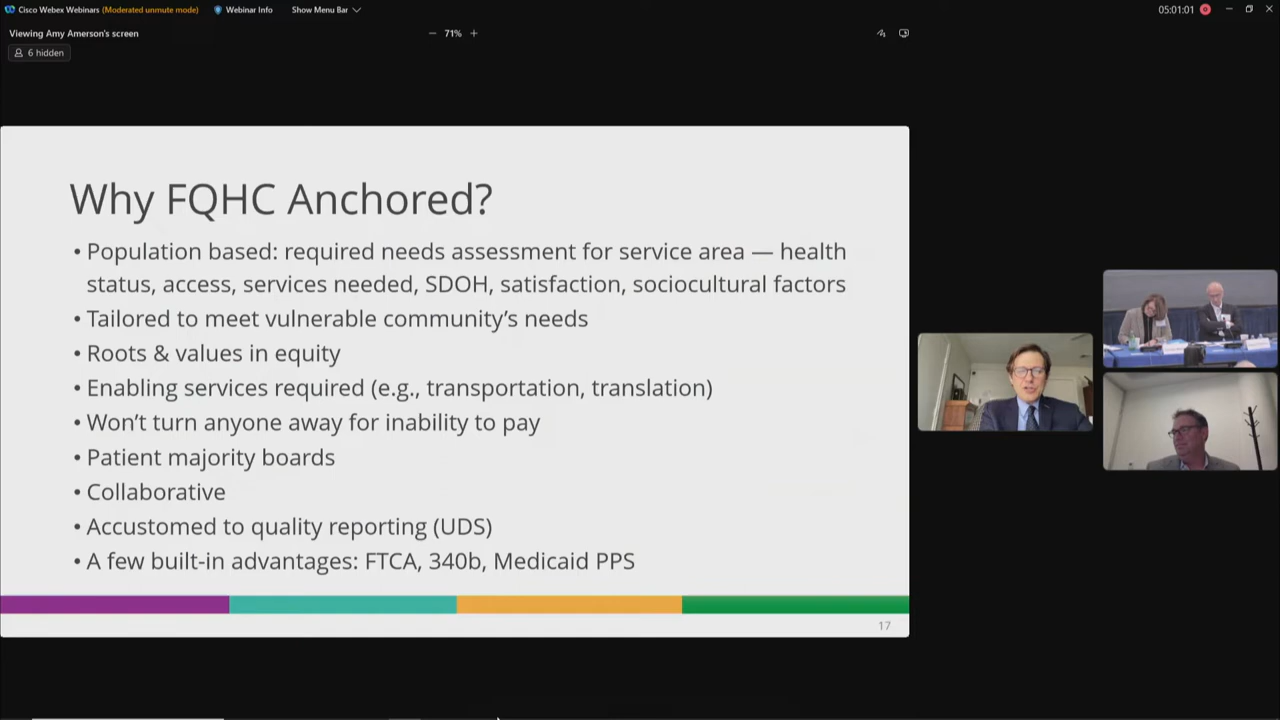 Cisco Webex Webinars (Moderated unmute mode) Webinar Info Show Menu Bar 05:01:01
Viewing Amy Amerson's screen 71%
6 hidden
Why FQHC Anchored?
• Population based: required needs assessment for service area — health
status, access, services needed, SDOH, satisfaction, sociocultural factors
• Tailored to meet vulnerable community’s needs
• Roots & values in equity
• Enabling services required (e.g., transportation, translation)
• Won’t turn anyone away for inability to pay
• Patient majority boards
• Collaborative
• Accustomed to quality reporting (UDS)
• A few built-in advantages: FTCA, 340b, Medicaid PPS
17